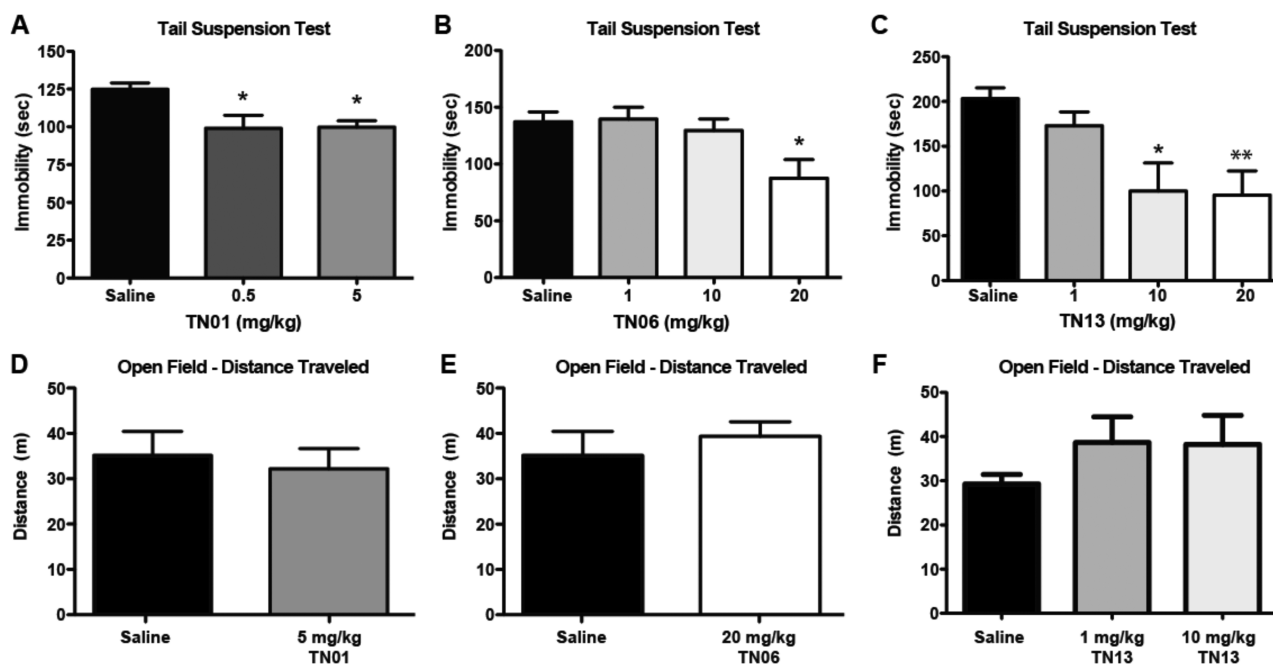 A
Tail Suspension Test
Immobility (sec)
150
125
100
75
50
25
0
* *
Saline 0.5 5
TN01 (mg/kg)
B
Tail Suspension Test
Immobility (sec)
200
150
100
50
0
*
Saline 1 10 20
TN06 (mg/kg)
C
Tail Suspension Test
Immobility (sec)
250
200
150
100
50
0
* **
Saline 1 10 20
TN13 (mg/kg)
D
Open Field - Distance Traveled
Distance (m)
50
40
30
20
10
0
Saline 5 mg/kg
TN01
E
Open Field - Distance Traveled
Distance (m)
50
40
30
20
10
0
Saline 20 mg/kg
TN06
F
Open Field - Distance Traveled
Distance (m)
50
40
30
20
10
0
Saline 1 mg/kg 10 mg/kg
TN13 TN13